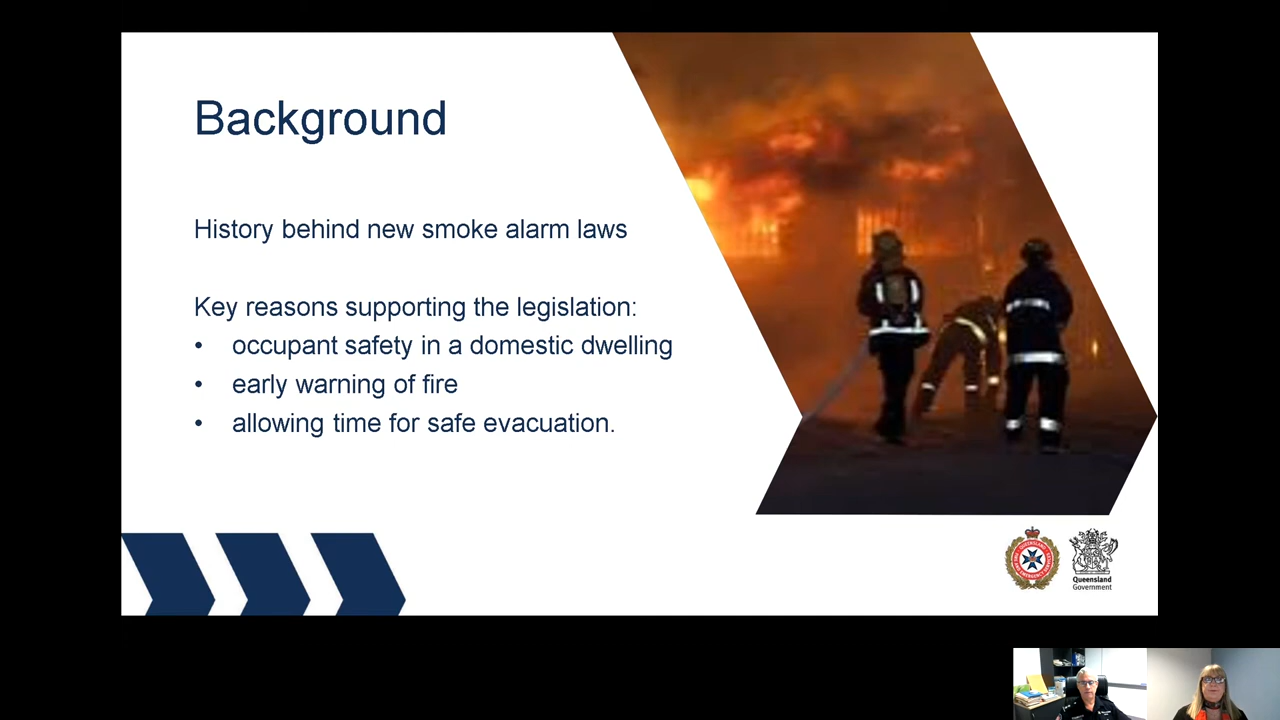 Background
History behind new smoke alarm laws
Key reasons supporting the legislation:
• occupant safety in a domestic dwelling
• early warning of fire
• allowing time for safe evacuation.
QUEENSLAND
Queensland
Government